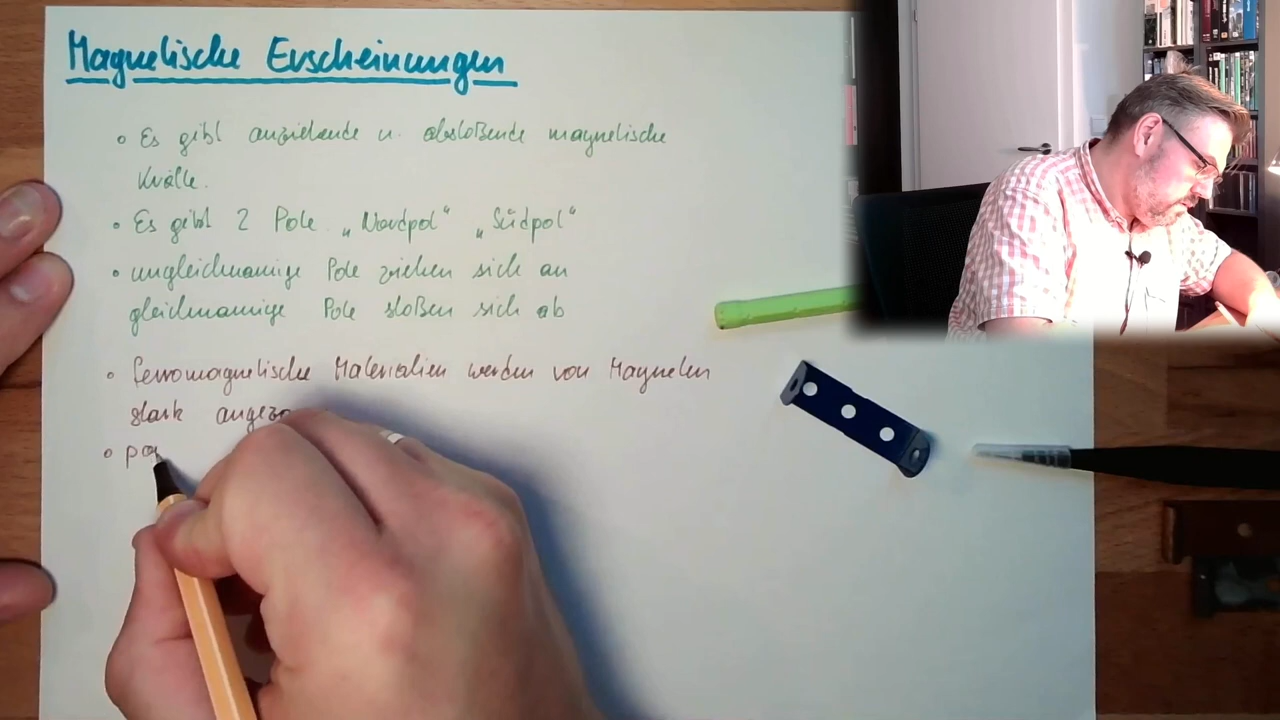 Magnetische Erscheinungen
• Es gibt anziehende u. abstoßende magnetische
Kräfte.
• Es gibt 2 Pole „Nordpol“ „Südpol“
• ungleichnamige Pole ziehen sich an
gleichnamige Pole stoßen sich ab
• ferromagnetische Materialien werden von Magneten
stark
•